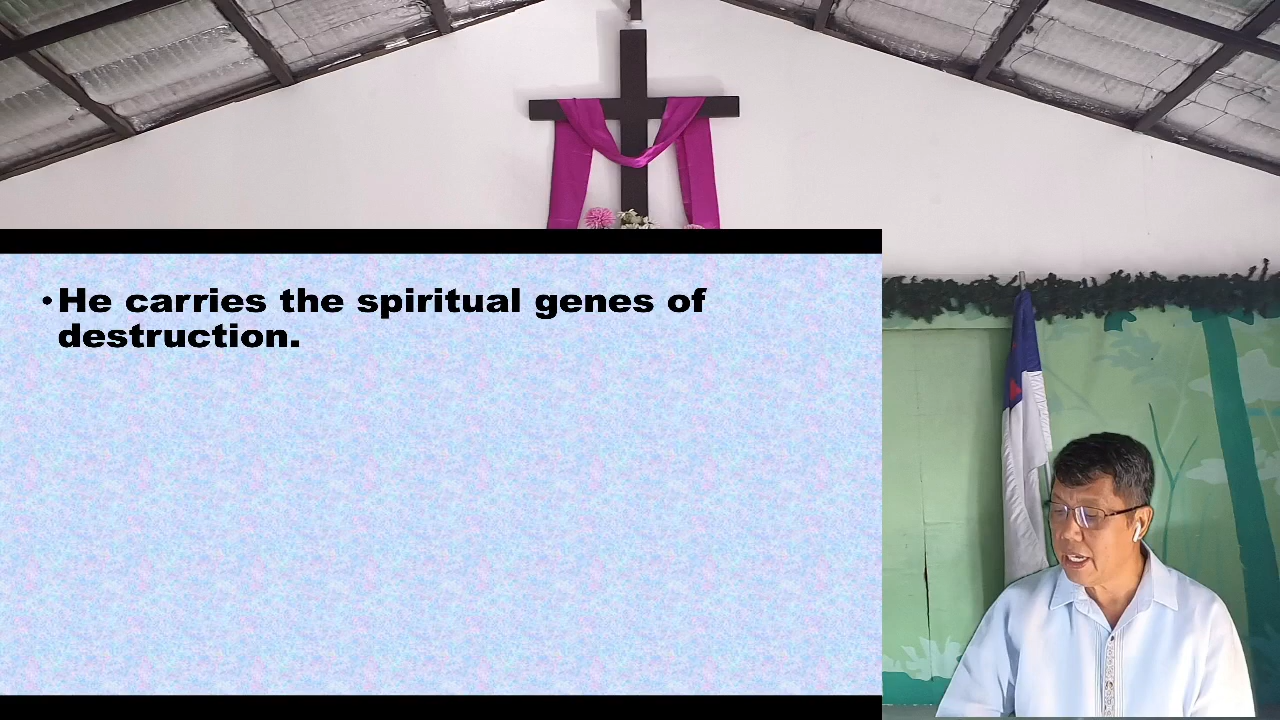 •He carries the spiritual genes of
destruction.